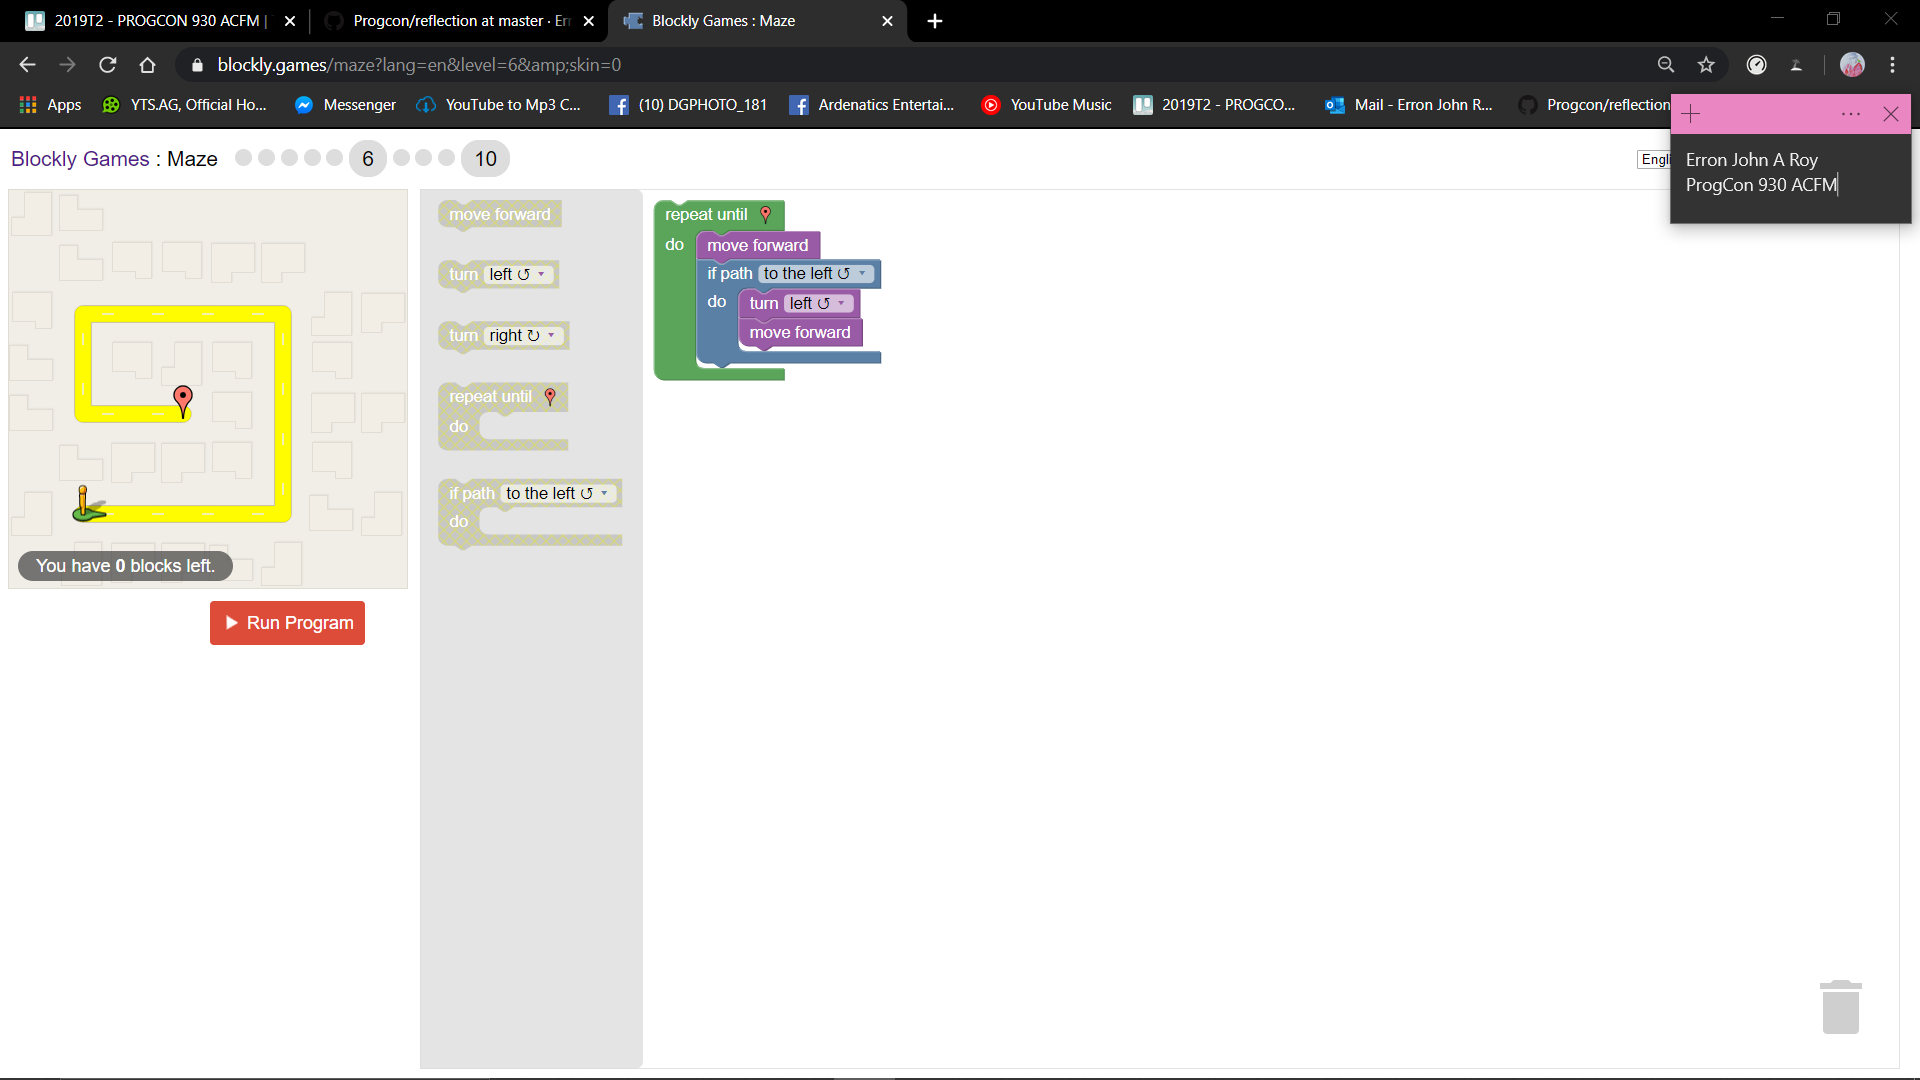 2019T2 - PROGCON 930 ACFM |
Progcon/reflection at master · Err
Blockly Games : Maze
blockly.games/maze?lang=en&level=6&amp;skin=0
Apps
YTS.AG, Official Ho...
Messenger
YouTube to Mp3 C...
(10) DGPHOTO_181
Ardenatics Entertai...
YouTube Music
2019T2 - PROGCO...
Mail - Erron John R...
Progcon/reflection
Blockly Games : Maze
6
10
Engli
Erron John A Roy
ProgCon 930 ACFM
move forward
turn left ↺
turn right ↻
repeat until
do
if path to the left ↺
do
repeat until
do
move forward
if path to the left ↺
do
turn left ↺
move forward
You have 0 blocks left.
Run Program